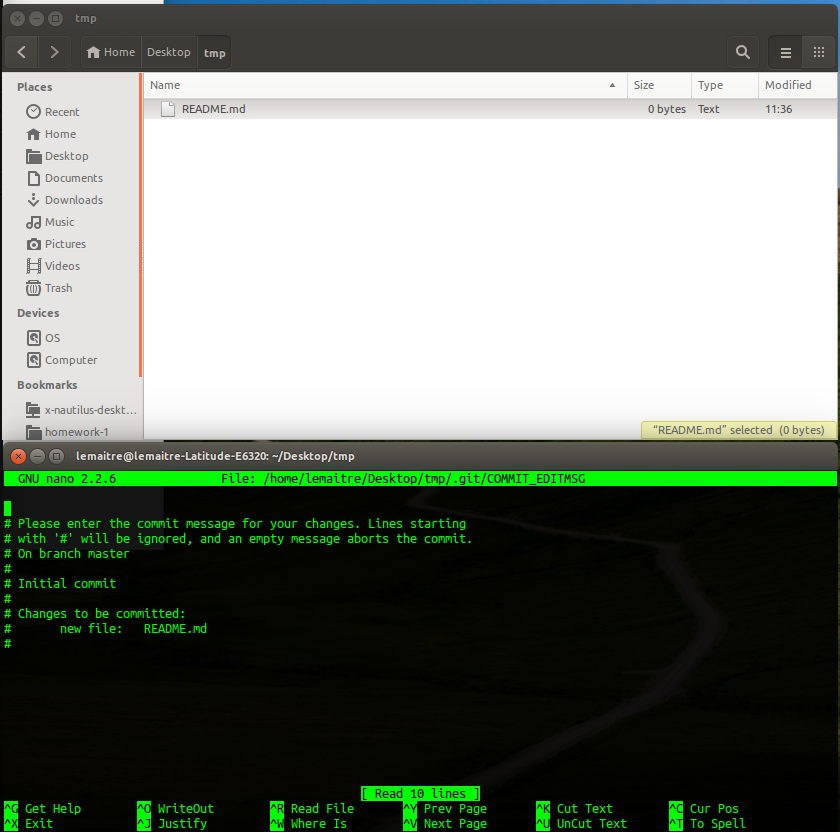 tmp
Home Desktop tmp
Places
Recent
Home
Desktop
Documents
Downloads
Music
Pictures
Videos
Trash
Devices
OS
Computer
Bookmarks
x-nautilus-deskt...
homework-1
Name Size Type Modified
README.md 0 bytes Text 11:36
"README.md" selected (0 bytes)
lemaitre@lemaitre-Latitude-E6320: ~/Desktop/tmp
GNU nano 2.2.6 File: /home/lemaitre/Desktop/tmp/.git/COMMIT_EDITMSG
# Please enter the commit message for your changes. Lines starting
# with '#' will be ignored, and an empty message aborts the commit.
# On branch master
#
# Initial commit
#
# Changes to be committed:
#       new file:   README.md
#
[ Read 10 lines ]
^G Get Help ^O WriteOut ^R Read File ^Y Prev Page ^K Cut Text ^C Cur Pos
^X Exit ^J Justify ^W Where Is ^V Next Page ^U UnCut Text ^T To Spell